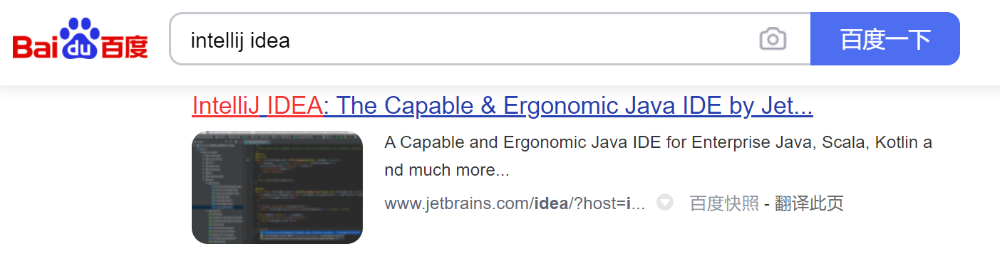 Bai du 百度
intellij idea
百度一下
IntelliJ IDEA: The Capable & Ergonomic Java IDE by Jet...
A Capable and Ergonomic Java IDE for Enterprise Java, Scala, Kotlin a
nd much more...
www.jetbrains.com/idea/?host=i... 百度快照 - 翻译此页